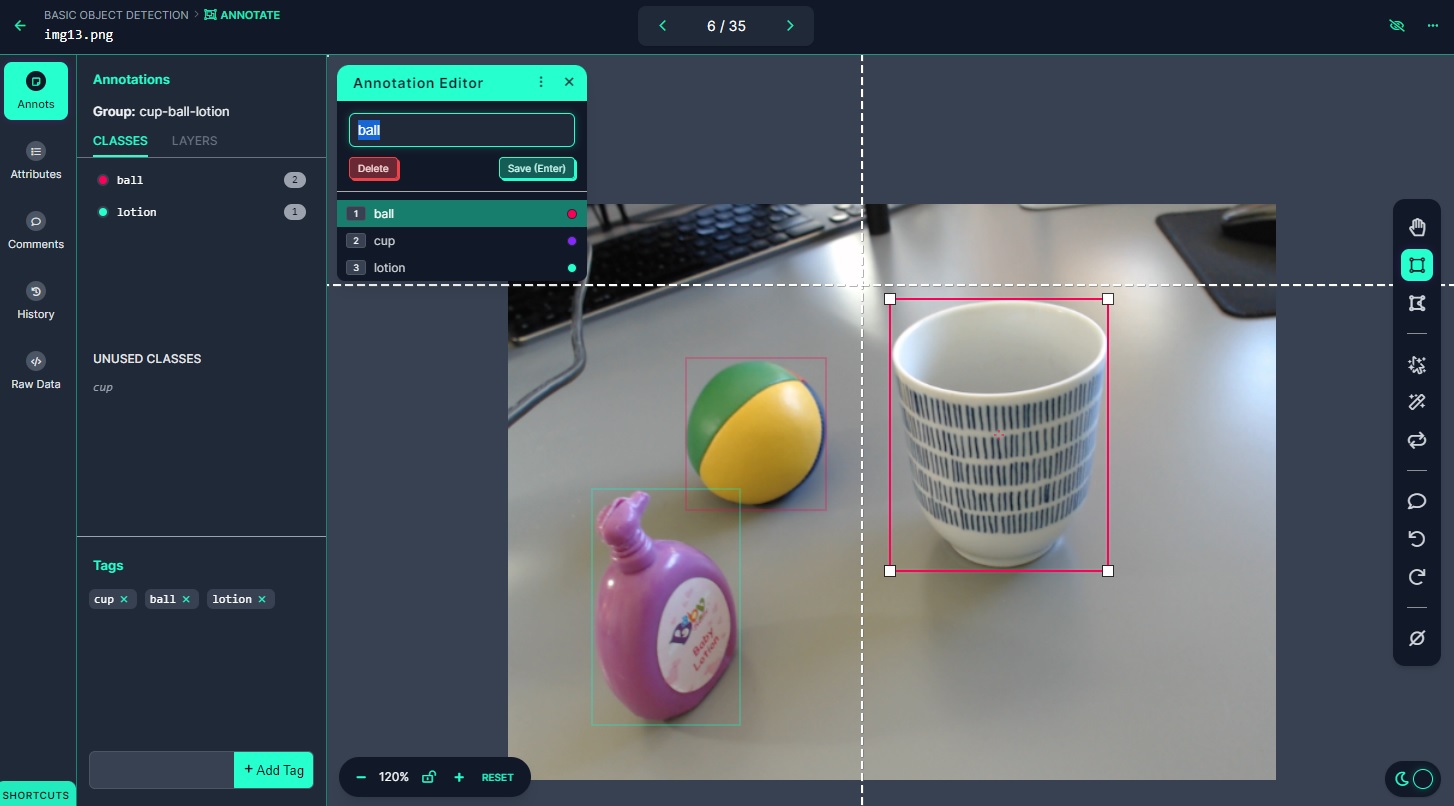 BASIC OBJECT DETECTION > ANNOTATE
img13.png
6 / 35
Annots
Attributes
Comments
History
Raw Data
SHORTCUTS
Annotations
Group: cup-ball-lotion
CLASSES LAYERS
ball 2
lotion 1
UNUSED CLASSES
cup
Tags
cup × ball × lotion ×
+ Add Tag
Annotation Editor
ball
Delete Save (Enter)
1 ball
2 cup
3 lotion
Baby
Baby
Lotion
120% RESET